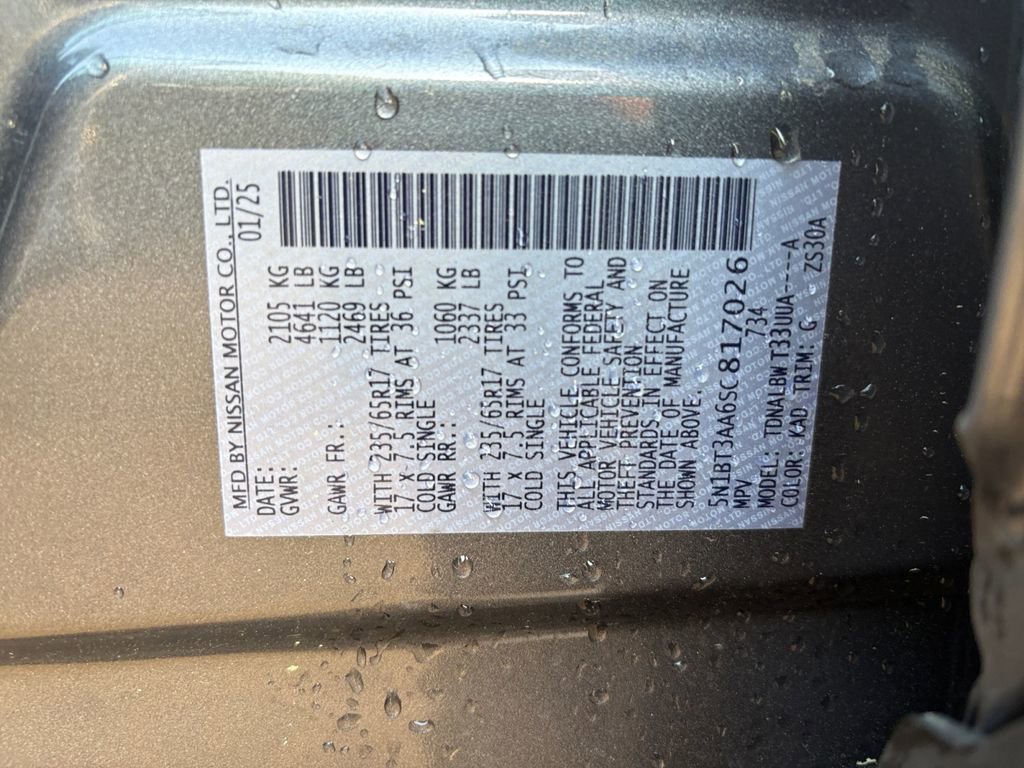 MFD BY NISSAN MOTOR CO., LTD.
DATE: 01/25
GVWR: 2105 KG
4641 LB
GAWR FR.: 1120 KG
2469 LB
WITH 235/65R17 TIRES
17 X 7.5 RIMS AT 36 PSI
COLD SINGLE
GAWR RR.: 1060 KG
2337 LB
WITH 235/65R17 TIRES
17 X 7.5 RIMS AT 33 PSI
COLD SINGLE
THIS VEHICLE CONFORMS TO
ALL APPLICABLE FEDERAL
MOTOR VEHICLE SAFETY AND
THEFT PREVENTION
STANDARDS IN EFFECT ON
THE DATE OF MANUFACTURE
SHOWN ABOVE.
5N1BT3AA6SC817026
MPV 734
MODEL: TDNALBW T33UUA----A
COLOR: KAD TRIM: G ZS30A